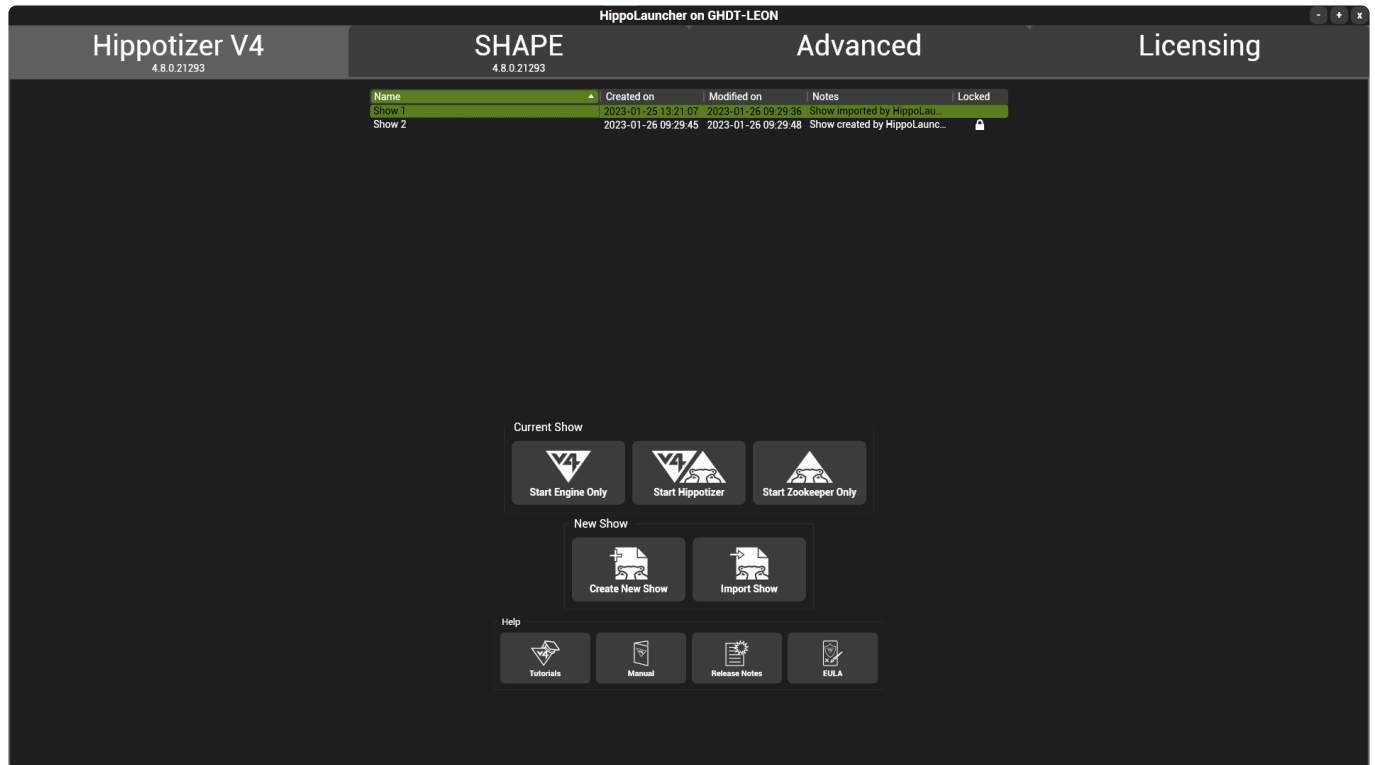 HippoLauncher on GHDT-LEON
- + x
Hippotizer V4 SHAPE Advanced Licensing
4.8.0.21293 4.8.0.21293
Name Created on Modified on Notes Locked
Show 1 2023-01-25 13:21:07 2023-01-26 09:29:36 Show imported by HippoLau...
Show 2 2023-01-26 09:29:45 2023-01-26 09:29:48 Show created by HippoLaunc...
Current Show
V4 V4
Start Engine Only Start Hippotizer Start Zookeeper Only
New Show
Create New Show Import Show
Help
V4
Tutorials Manual Release Notes EULA